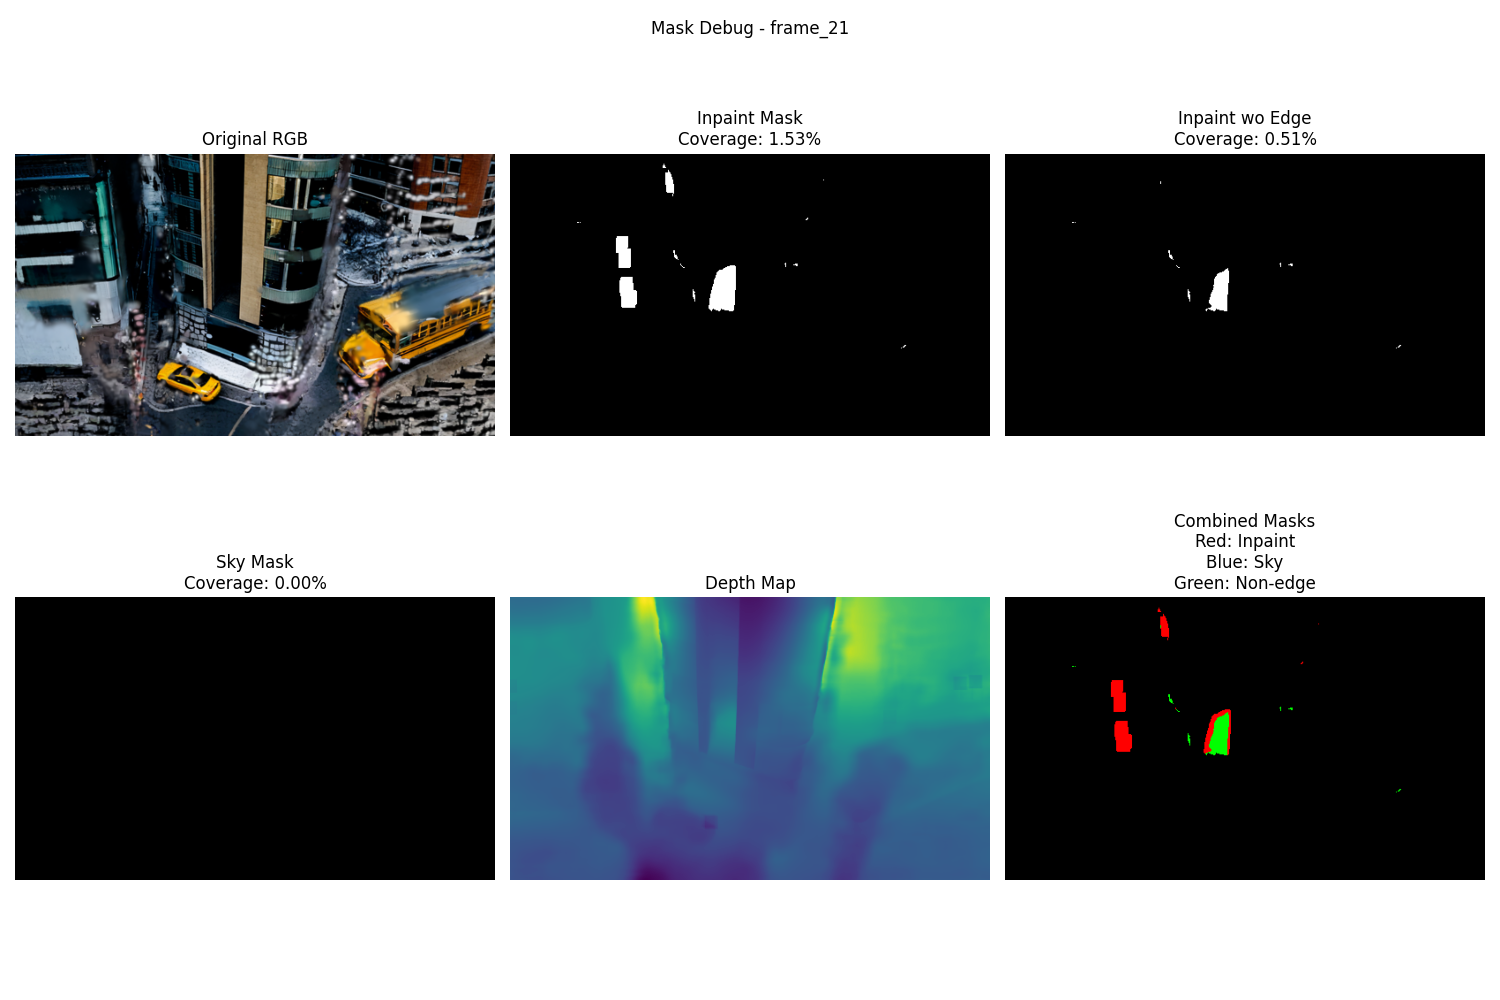 Mask Debug - frame_21
Original RGB
Inpaint Mask
Coverage: 1.53%
Inpaint wo Edge
Coverage: 0.51%
Sky Mask
Coverage: 0.00%
Depth Map
Combined Masks
Red: Inpaint
Blue: Sky
Green: Non-edge